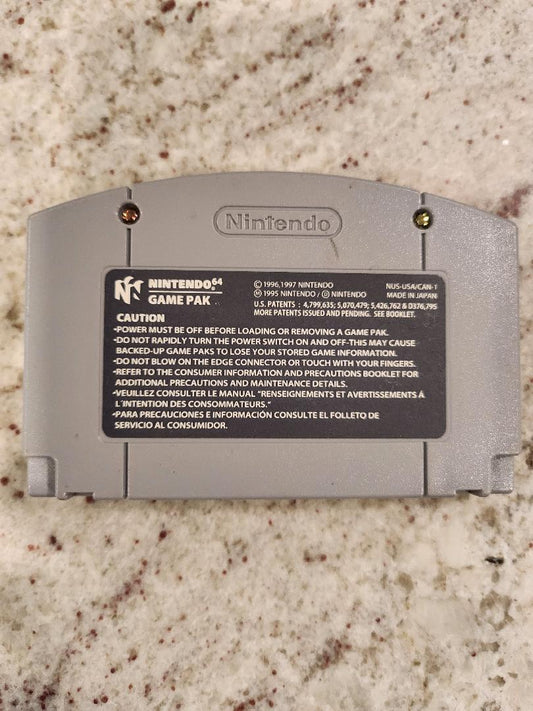 Nintendo
NINTENDO 64
GAME PAK
© 1996,1997 NINTENDO
Ⓜ 1995 NINTENDO / Ⓓ NINTENDO
NUS-USA/CAN-1
MADE IN JAPAN
U.S. PATENTS : 4,799,635; 5,070,479; 5,426,762 & D376,795
MORE PATENTS ISSUED AND PENDING. SEE BOOKLET.
CAUTION
•POWER MUST BE OFF BEFORE LOADING OR REMOVING A GAME PAK.
•DO NOT RAPIDLY TURN THE POWER SWITCH ON AND OFF-THIS MAY CAUSE
BACKED-UP GAME PAKS TO LOSE YOUR STORED GAME INFORMATION.
•DO NOT BLOW ON THE EDGE CONNECTOR OR TOUCH WITH YOUR FINGERS.
•REFER TO THE CONSUMER INFORMATION AND PRECAUTIONS BOOKLET FOR
ADDITIONAL PRECAUTIONS AND MAINTENANCE DETAILS.
•VEUILLEZ CONSULTER LE MANUAL "RENSEIGNEMENTS ET AVERTISSEMENTS Á
L'INTENTION DES CONSOMMATEURS."
•PARA PRECAUCIONES E INFORMACIÓN CONSULTE EL FOLLETO DE
SERVICIO AL CONSUMIDOR.